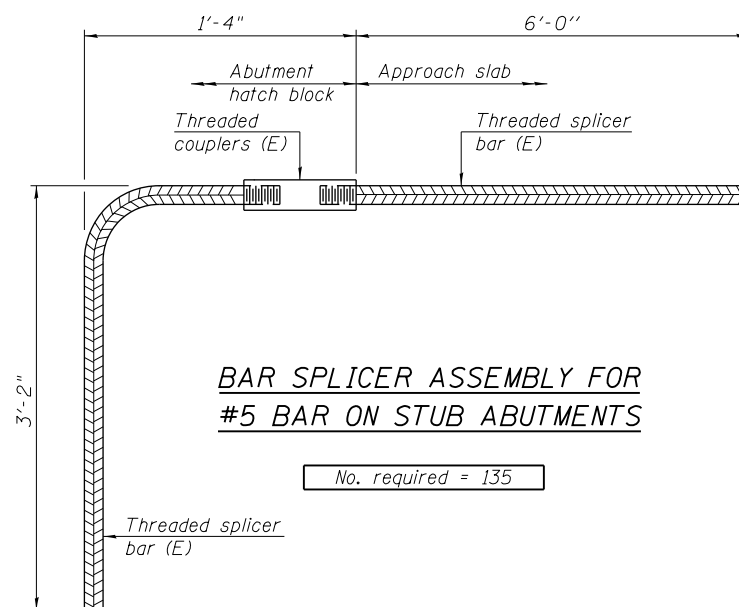 1'-4"
6'-0''
Abutment
hatch block
Approach slab
Threaded
couplers (E)
Threaded splicer
bar (E)
3'-2"
BAR SPLICER ASSEMBLY FOR
#5 BAR ON STUB ABUTMENTS
No. required = 135
Threaded splicer
bar (E)